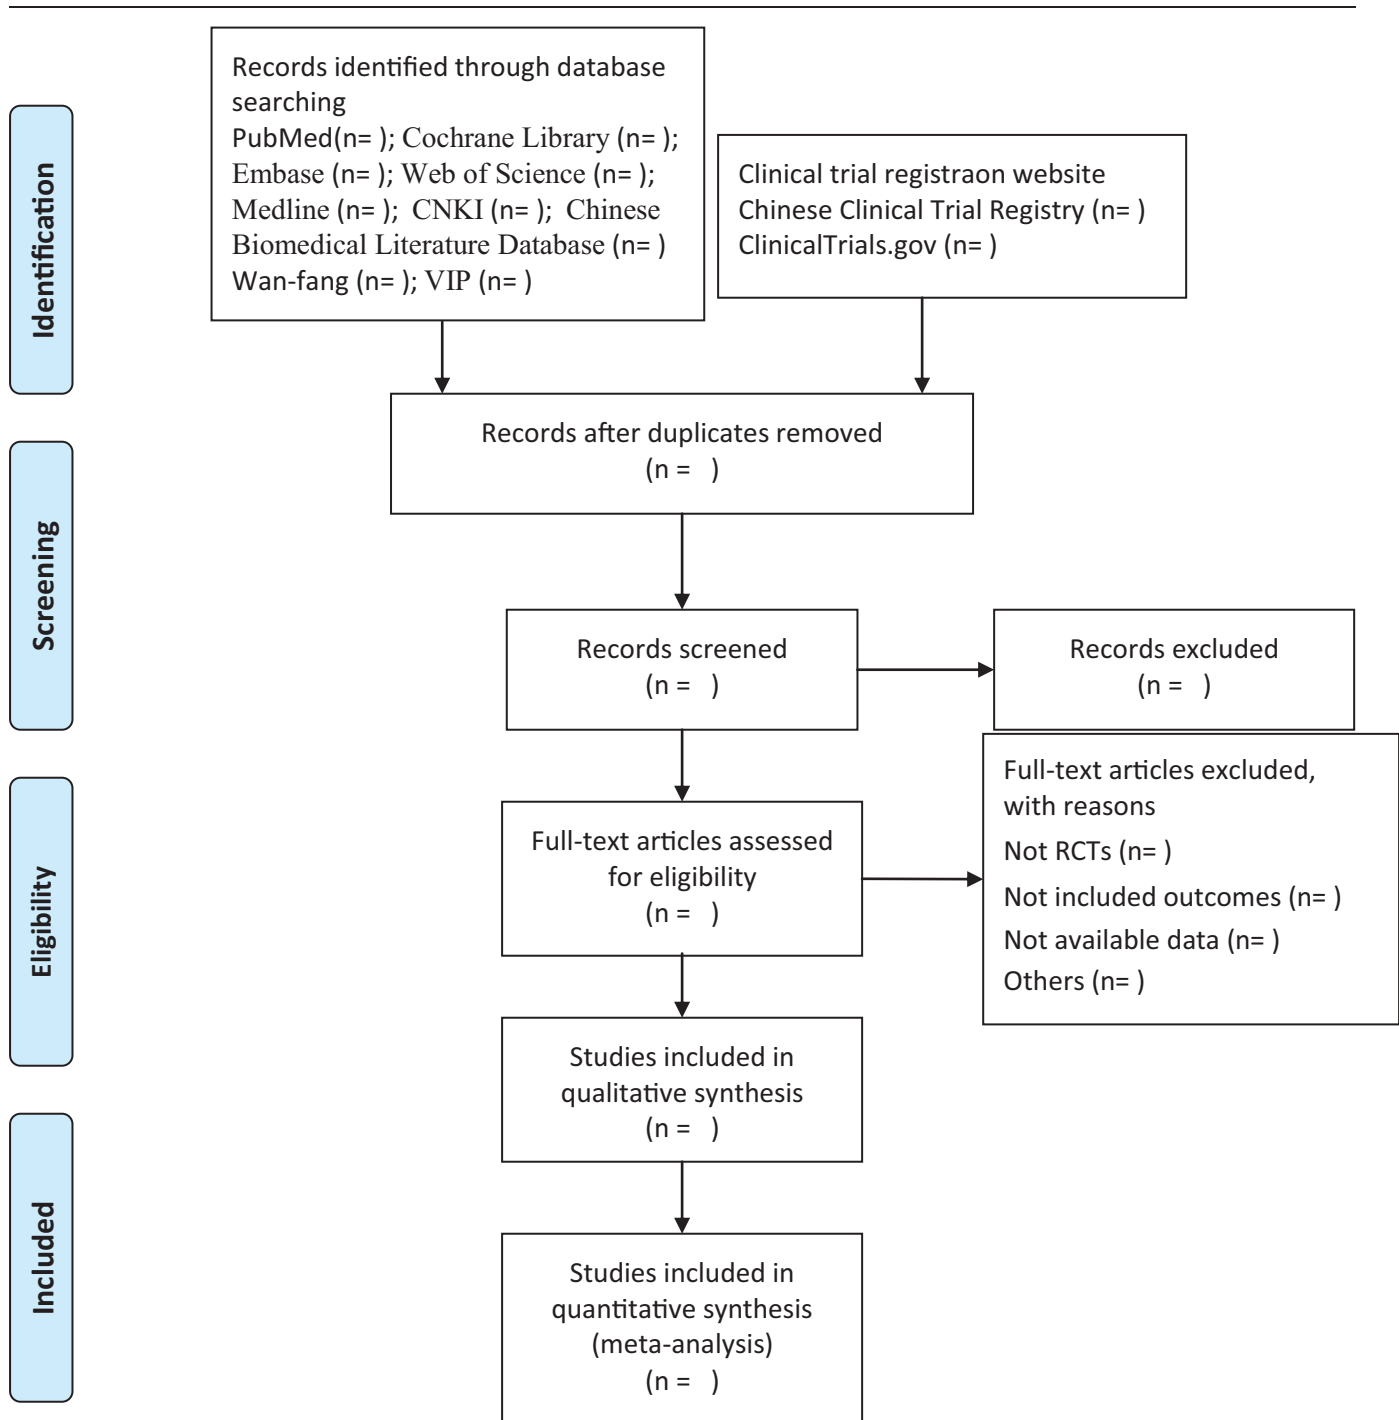 Identification
Records identified through database
searching
PubMed(n= ); Cochrane Library (n= );
Embase (n= ); Web of Science (n= );
Medline (n= ); CNKI (n= ); Chinese
Biomedical Literature Database (n= )
Wan-fang (n= ); VIP (n= )
Clinical trial registraon website
Chinese Clinical Trial Registry (n= )
ClinicalTrials.gov (n= )
Records after duplicates removed
(n = )
Screening
Records screened
(n = )
Records excluded
(n = )
Eligibility
Full-text articles assessed
for eligibility
(n = )
Full-text articles excluded,
with reasons
Not RCTs (n= )
Not included outcomes (n= )
Not available data (n= )
Others (n= )
Studies included in
qualitative synthesis
(n = )
Included
Studies included in
quantitative synthesis
(meta-analysis)
(n = )